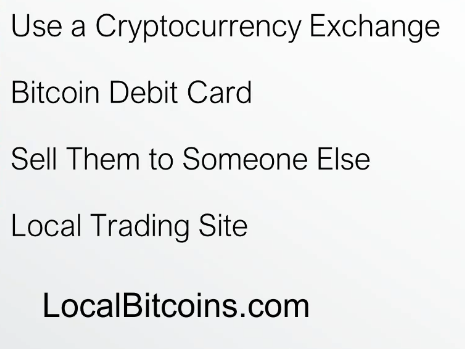 Use a Cryptocurrency Exchange
Bitcoin Debit Card
Sell Them to Someone Else
Local Trading Site
LocalBitcoins.com